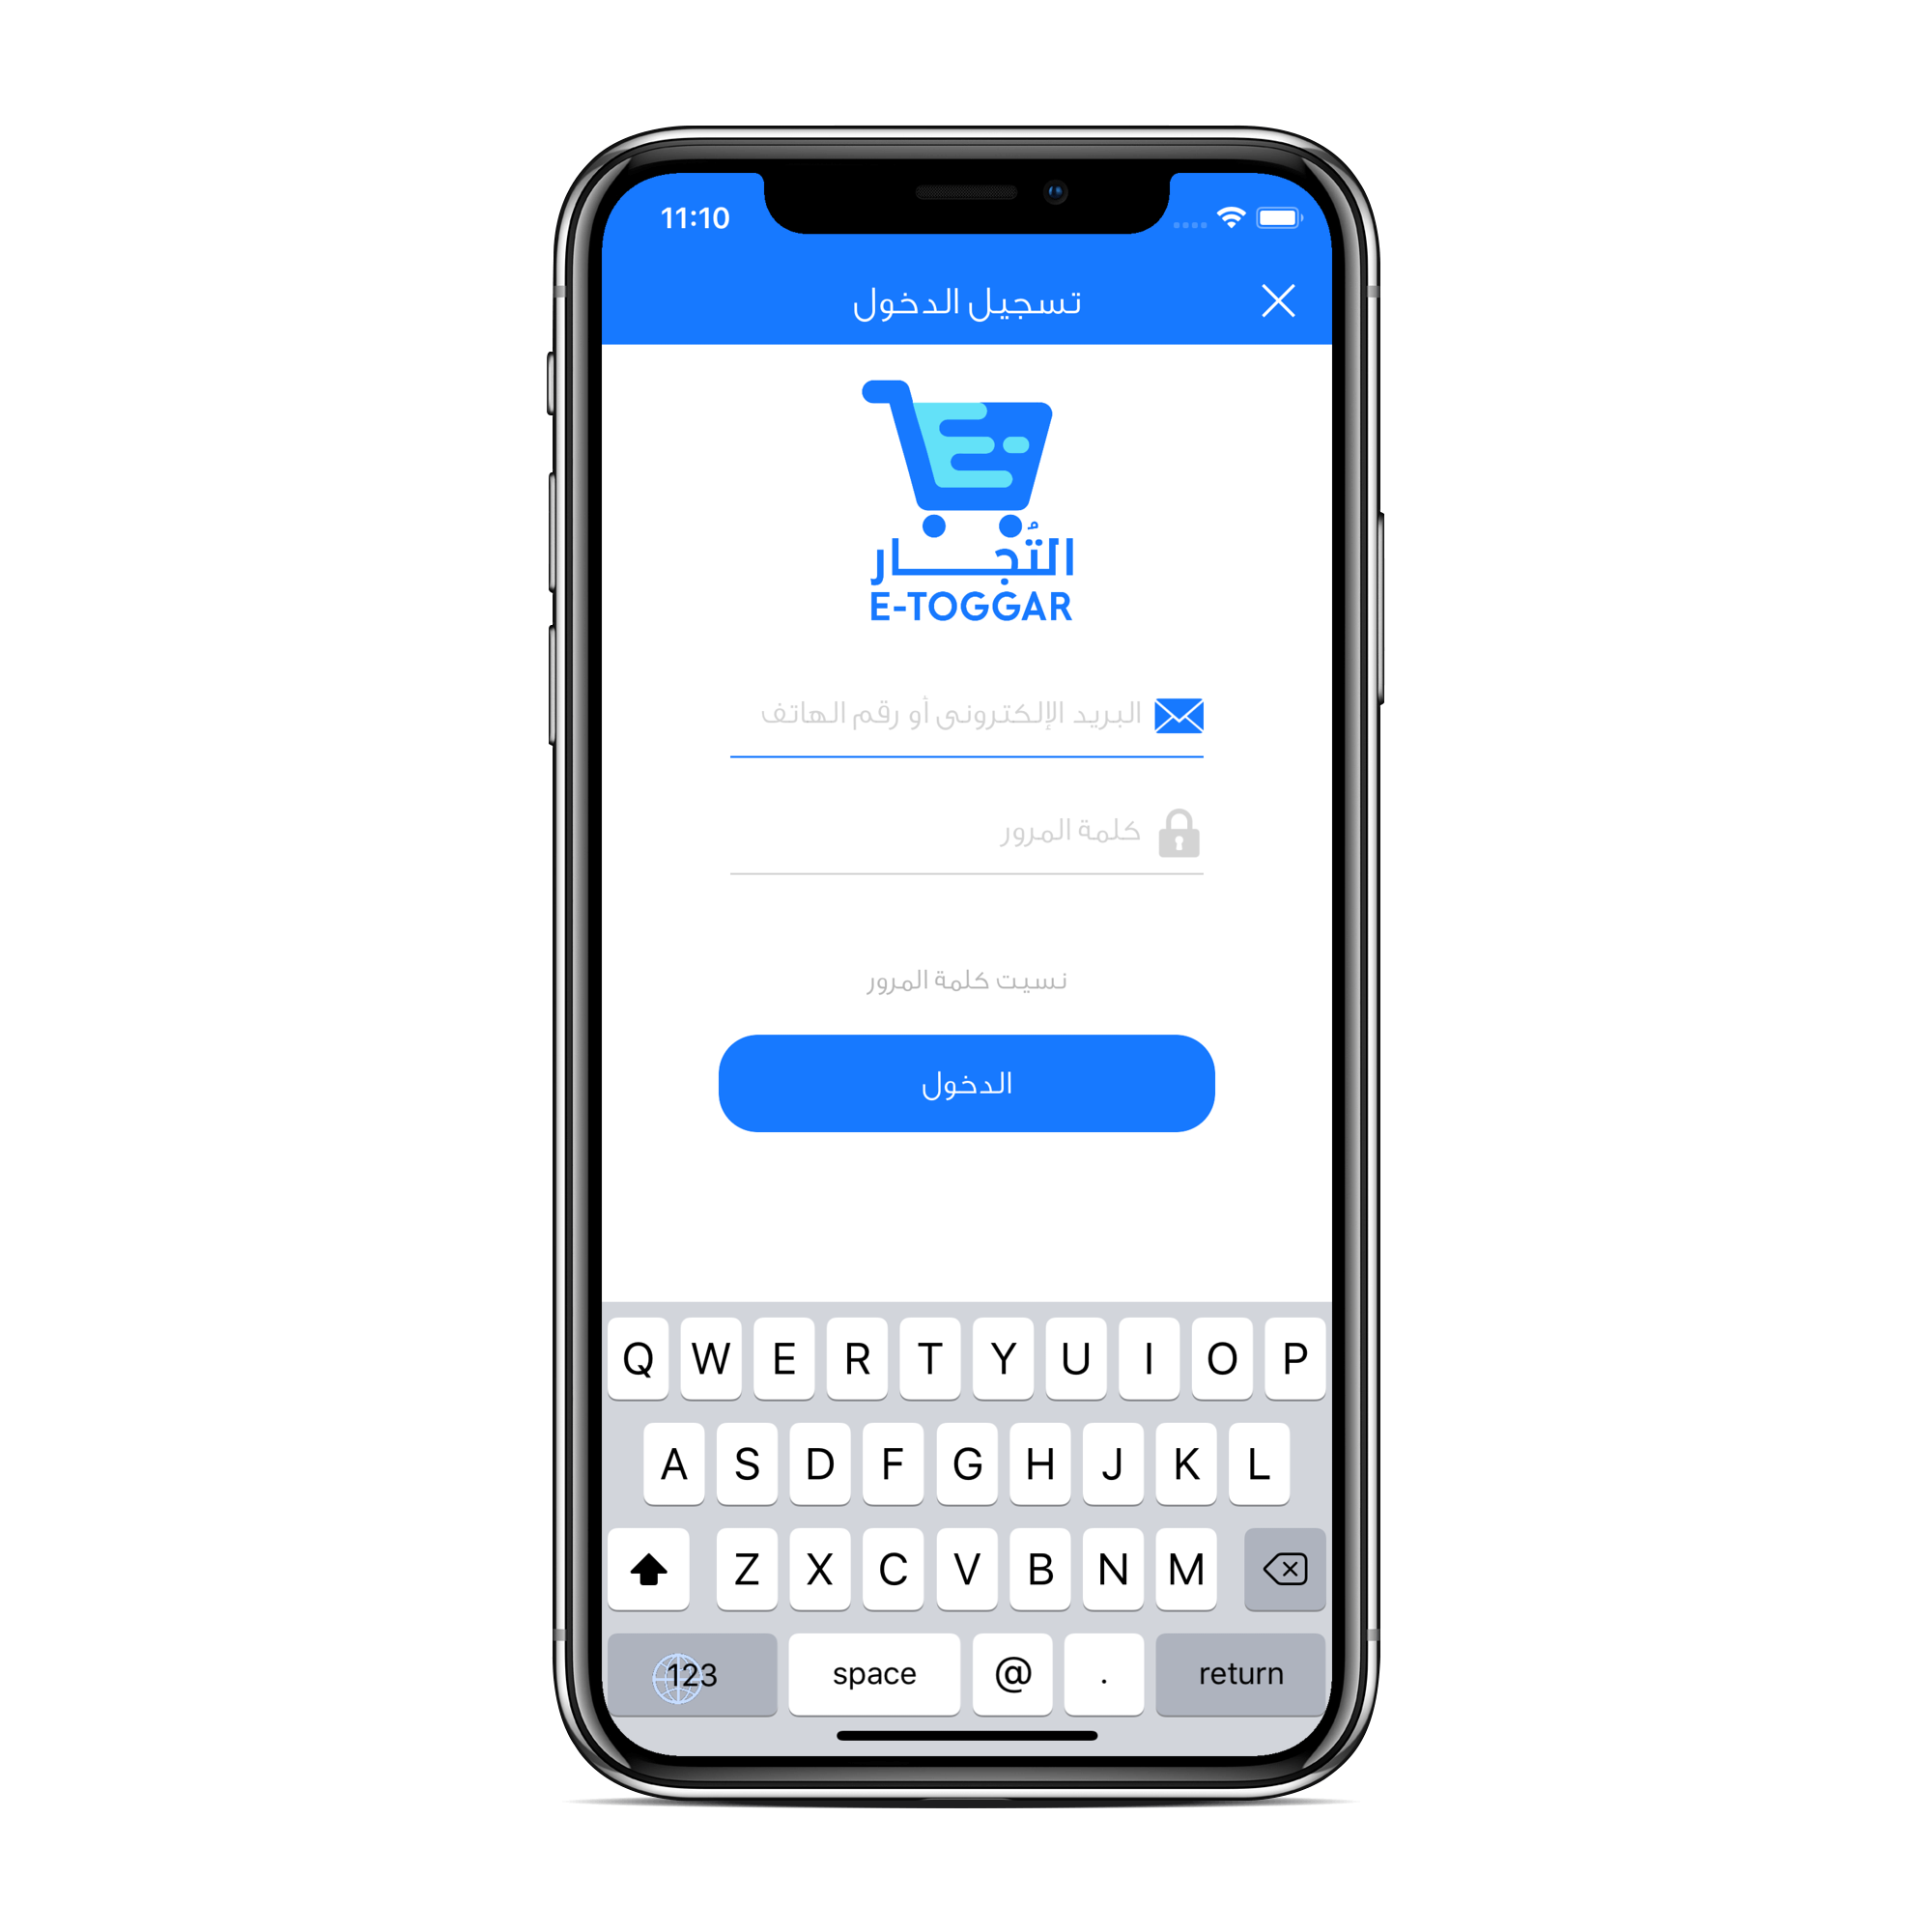 11:10
تسجيل الدخول
التُجـــار
E-TOGGAR
البريد الإلكترونى أو رقم الهاتف
كلمة المرور
نسيت كلمة المرور
الدخول
Q W E R T Y U I O P
A S D F G H J K L
Z X C V B N M
123 space @ . return